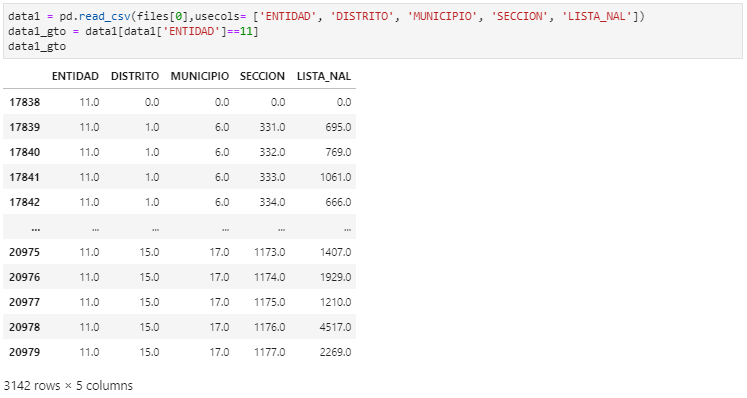 data1 = pd.read_csv(files[0],usecols= ['ENTIDAD', 'DISTRITO', 'MUNICIPIO', 'SECCION', 'LISTA_NAL'])
data1_gto = data1[data1['ENTIDAD']==11]
data1_gto
ENTIDAD DISTRITO MUNICIPIO SECCION LISTA_NAL
17838 11.0 0.0 0.0 0.0 0.0
17839 11.0 1.0 6.0 331.0 695.0
17840 11.0 1.0 6.0 332.0 769.0
17841 11.0 1.0 6.0 333.0 1061.0
17842 11.0 1.0 6.0 334.0 666.0
... ... ... ... ... ...
20975 11.0 15.0 17.0 1173.0 1407.0
20976 11.0 15.0 17.0 1174.0 1929.0
20977 11.0 15.0 17.0 1175.0 1210.0
20978 11.0 15.0 17.0 1176.0 4517.0
20979 11.0 15.0 17.0 1177.0 2269.0
3142 rows × 5 columns